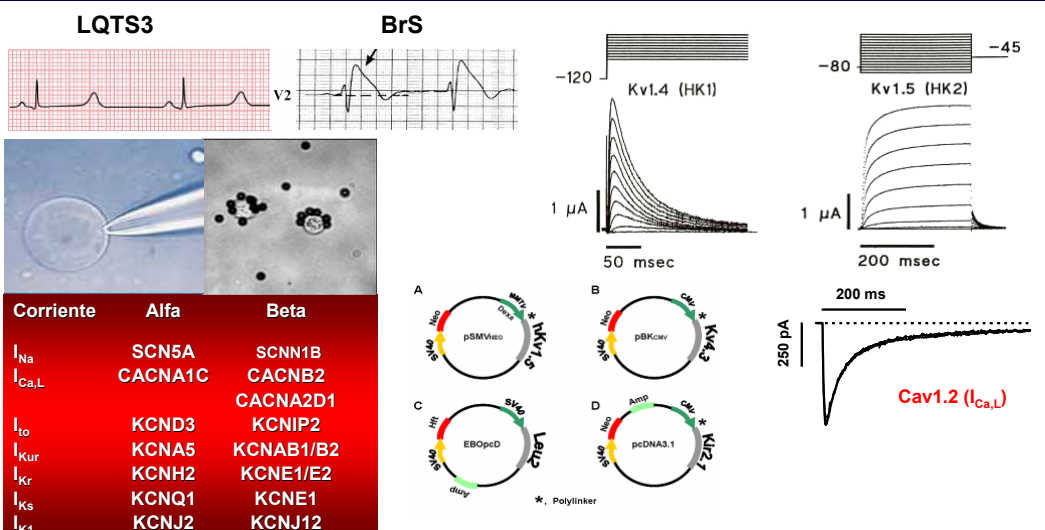 LQTS3
BrS
V2
-120
Kv1.4 (HK1)
1 µA
50 msec
-80
-45
Kv1.5 (HK2)
1 µA
200 msec
Corriente Alfa Beta
INa SCN5A SCNN1B
ICa,L CACNA1C CACNB2
CACNA2D1
Ito KCND3 KCNIP2
IKur KCNA5 KCNAB1/B2
IKr KCNH2 KCNE1/E2
IKs KCNQ1 KCNE1
IK1 KCNJ2 KCNJ12
A
MMTV
Dexa
Neo
pSMVNEO
* hKv1.5
SV40
B
CMV
Neo
pBKCMV
* Kv4.3
SV40
C
SV40
Hft
EBOpcD
Leu2
SV40
Amp
D
Amp
CMV
Neo
pcDNA3.1
* Kir2.1
SV40
*, Polylinker
200 ms
250 pA
Cav1.2 (ICa,L)